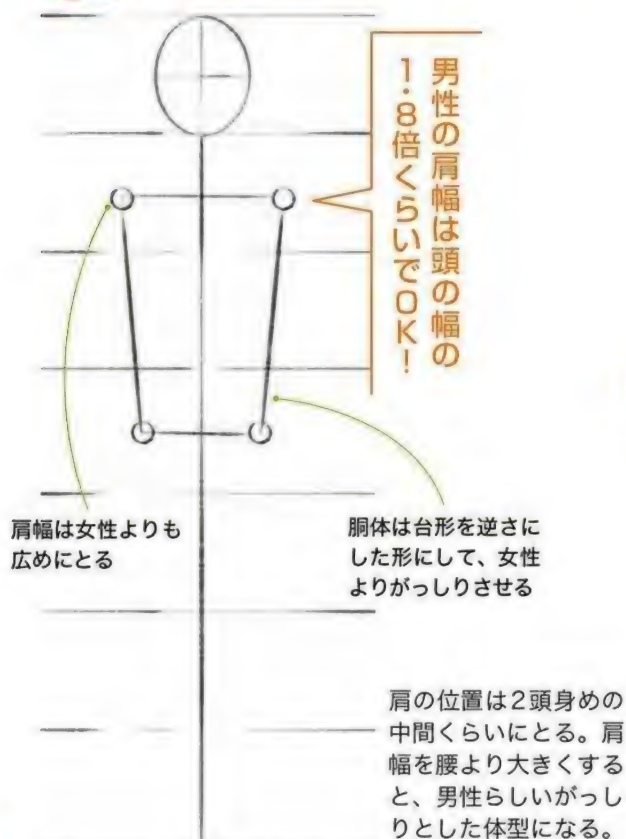 男性の肩幅は頭の幅の
1・8倍くらいでOK！
肩幅は女性よりも
広めにとる
胴体は台形を逆さに
した形にして、女性
よりがっしりさせる
肩の位置は2頭身めの
中間くらいにとる。肩
幅を腰より大きくする
と、男性らしいがっし
りとした体型になる。